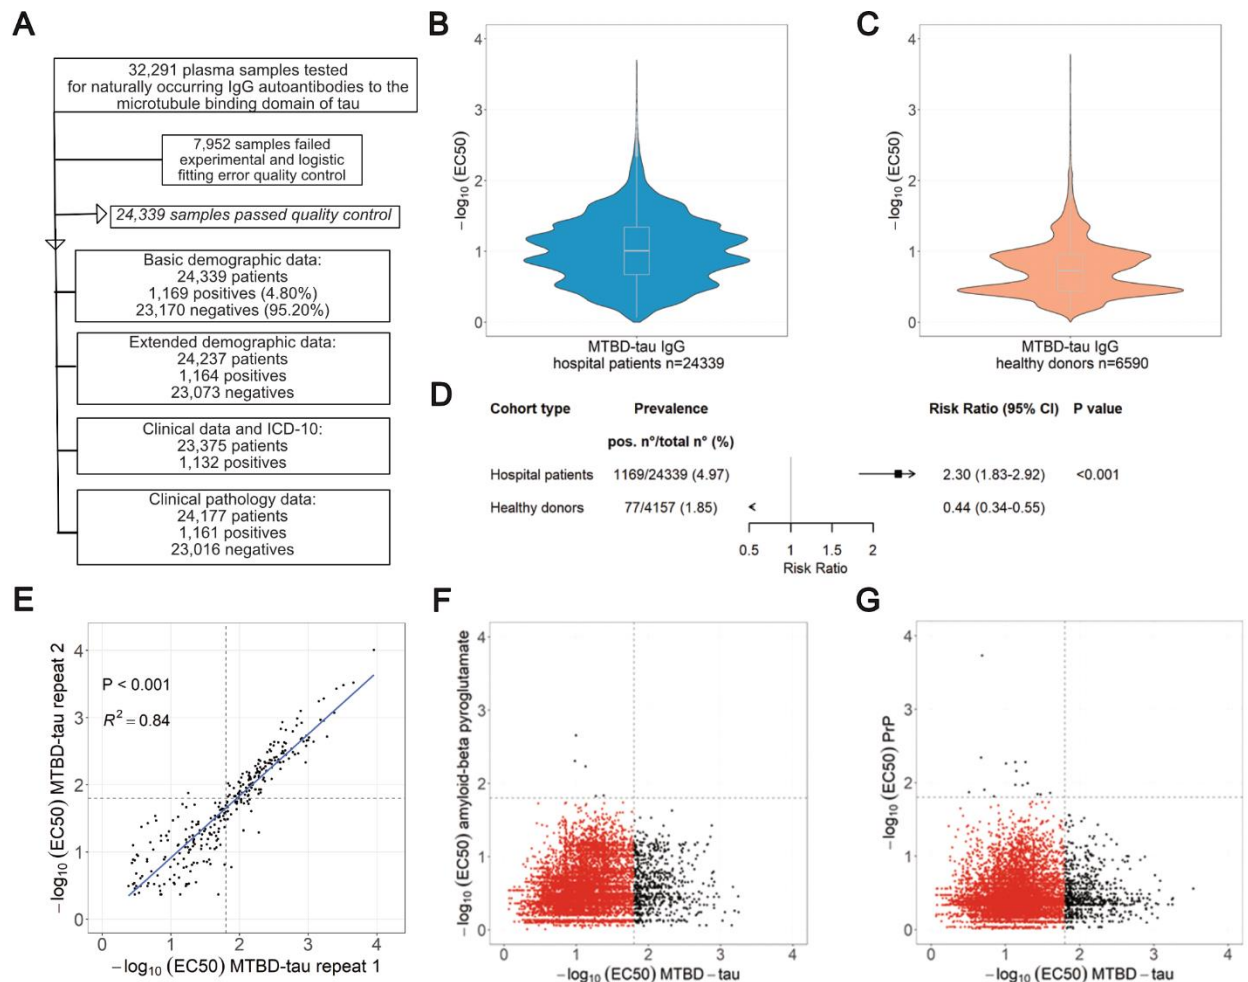 A
32,291 plasma samples tested
for naturally occurring IgG autoantibodies to the
microtubule binding domain of tau
7,952 samples failed
experimental and logistic
fitting error quality control
24,339 samples passed quality control
Basic demographic data:
24,339 patients
1,169 positives (4.80%)
23,170 negatives (95.20%)
Extended demographic data:
24,237 patients
1,164 positives
23,073 negatives
Clinical data and ICD-10:
23,375 patients
1,132 positives
Clinical pathology data:
24,177 patients
1,161 positives
23,016 negatives
B
−log10 (EC50)
4
3
2
1
0
MTBD-tau IgG
hospital patients n=24339
C
−log10 (EC50)
4
3
2
1
0
MTBD-tau IgG
healthy donors n=6590
D
Cohort type Prevalence Risk Ratio (95% CI) P value
pos. n°/total n° (%)
Hospital patients 1169/24339 (4.97) 2.30 (1.83-2.92) <0.001
Healthy donors 77/4157 (1.85) 0.44 (0.34-0.55)
0.5 1 1.5 2
Risk Ratio
E
−log10 (EC50) MTBD-tau repeat 2
4
3
2
1
0
P < 0.001
R² = 0.84
0 1 2 3 4
−log10 (EC50) MTBD-tau repeat 1
F
−log10 (EC50) amyloid-beta pyroglutamate
4
3
2
1
0
0 1 2 3 4
−log10 (EC50) MTBD−tau
G
−log10 (EC50) PrP
4
3
2
1
0
0 1 2 3 4
−log10 (EC50) MTBD−tau